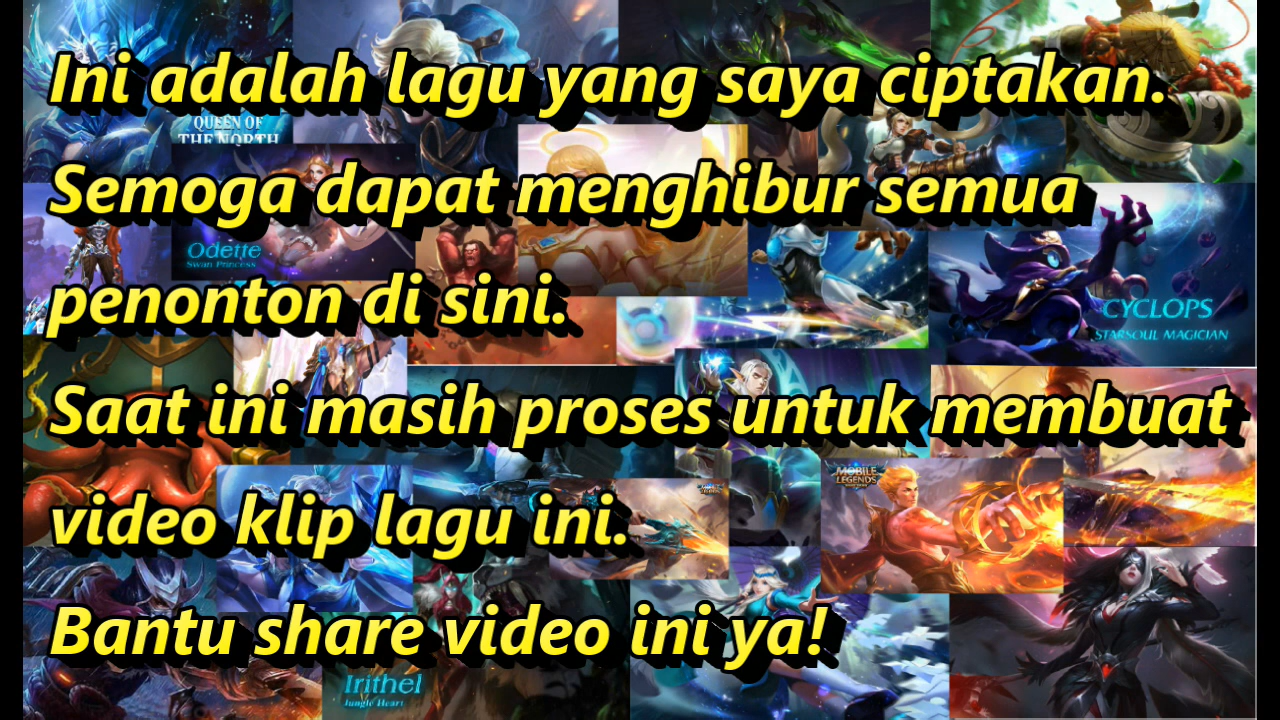 Ini adalah lagu yang saya ciptakan.
QUEEN OF
THE NORTH
Semoga dapat menghibur semua
Odette
Swan Princess
penonton di sini.
CYCLOPS
STARSOUL MAGICIAN
Saat ini masih proses untuk membuat
MOBILE
LEGENDS
video klip lagu ini.
Bantu share video ini ya!
Irithel
Jungle Heart